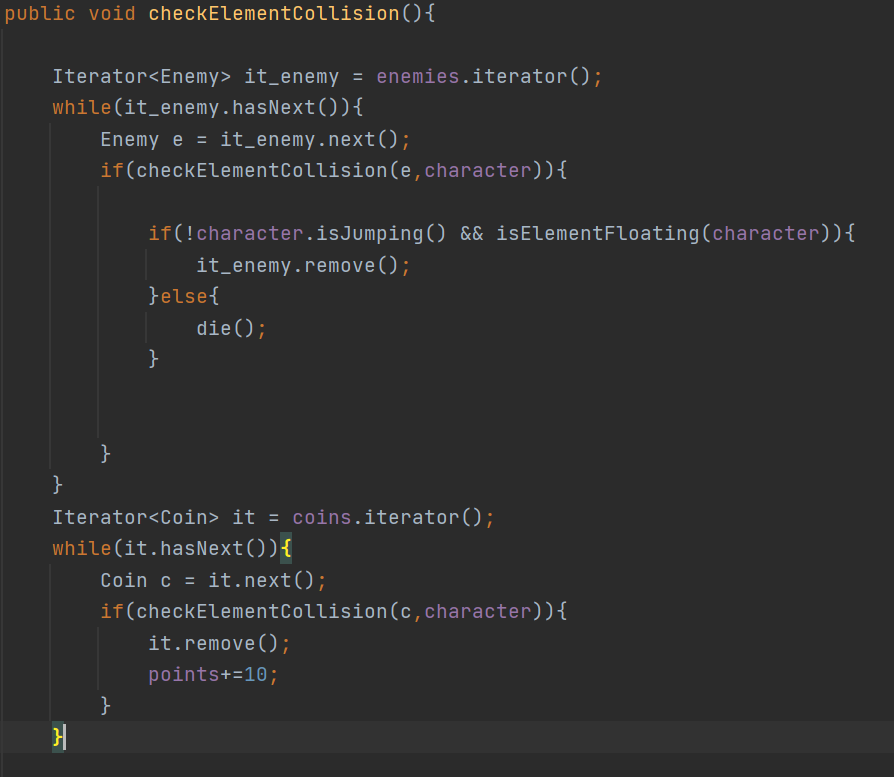 public void checkElementCollision(){
Iterator<Enemy> it_enemy = enemies.iterator();
while(it_enemy.hasNext()){
Enemy e = it_enemy.next();
if(checkElementCollision(e,character)){
if(!character.isJumping() && isElementFloating(character)){
it_enemy.remove();
}else{
die();
}
}
}
Iterator<Coin> it = coins.iterator();
while(it.hasNext()){
Coin c = it.next();
if(checkElementCollision(c,character)){
it.remove();
points+=10;
}
}